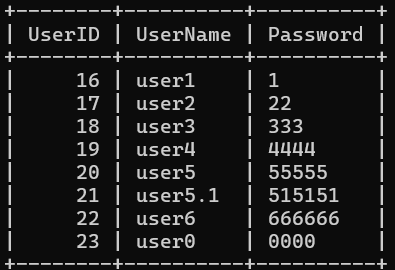 +--------+----------+----------+
| UserID | UserName | Password |
+--------+----------+----------+
|     16 | user1    | 1        |
|     17 | user2    | 22       |
|     18 | user3    | 333      |
|     19 | user4    | 4444     |
|     20 | user5    | 55555    |
|     21 | user5.1  | 515151   |
|     22 | user6    | 666666   |
|     23 | user0    | 0000     |
+--------+----------+----------+